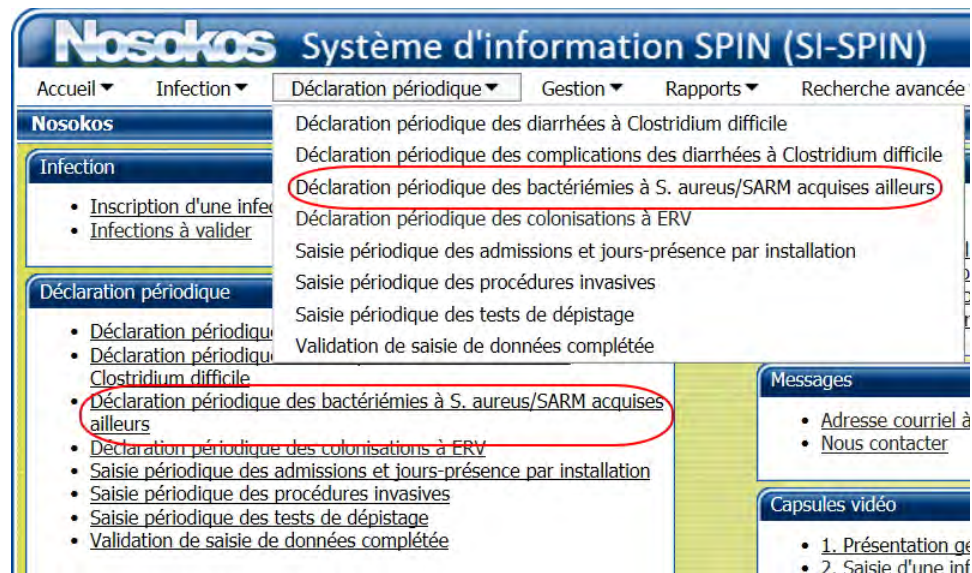 Nosokos Système d'information SPIN (SI-SPIN)
Accueil Infection Déclaration périodique Gestion Rapports Recherche avancée
Nosokos
Déclaration périodique des diarrhées à Clostridium difficile
Déclaration périodique des complications des diarrhées à Clostridium difficile
Déclaration périodique des bactériémies à S. aureus/SARM acquises ailleurs
Déclaration périodique des colonisations à ERV
Saisie périodique des admissions et jours-présence par installation
Saisie périodique des procédures invasives
Saisie périodique des tests de dépistage
Validation de saisie de données complétée
Infection
• Inscription d'une
• Infections à valider
Déclaration périodique
• Déclaration
• Déclaration
Clostridium difficile
• Déclaration périodique des bactériémies à S. aureus/SARM acquises
ailleurs
• Déclaration périodique des colonisations à ERV
• Saisie périodique des admissions et jours-présence par installation
• Saisie périodique des procédures invasives
• Saisie périodique des tests de dépistage
• Validation de saisie de données complétée
Messages
• Adresse courriel à
• Nous contacter
Capsules vidéo
• 1. Présentation
• 2. Saisie d'une